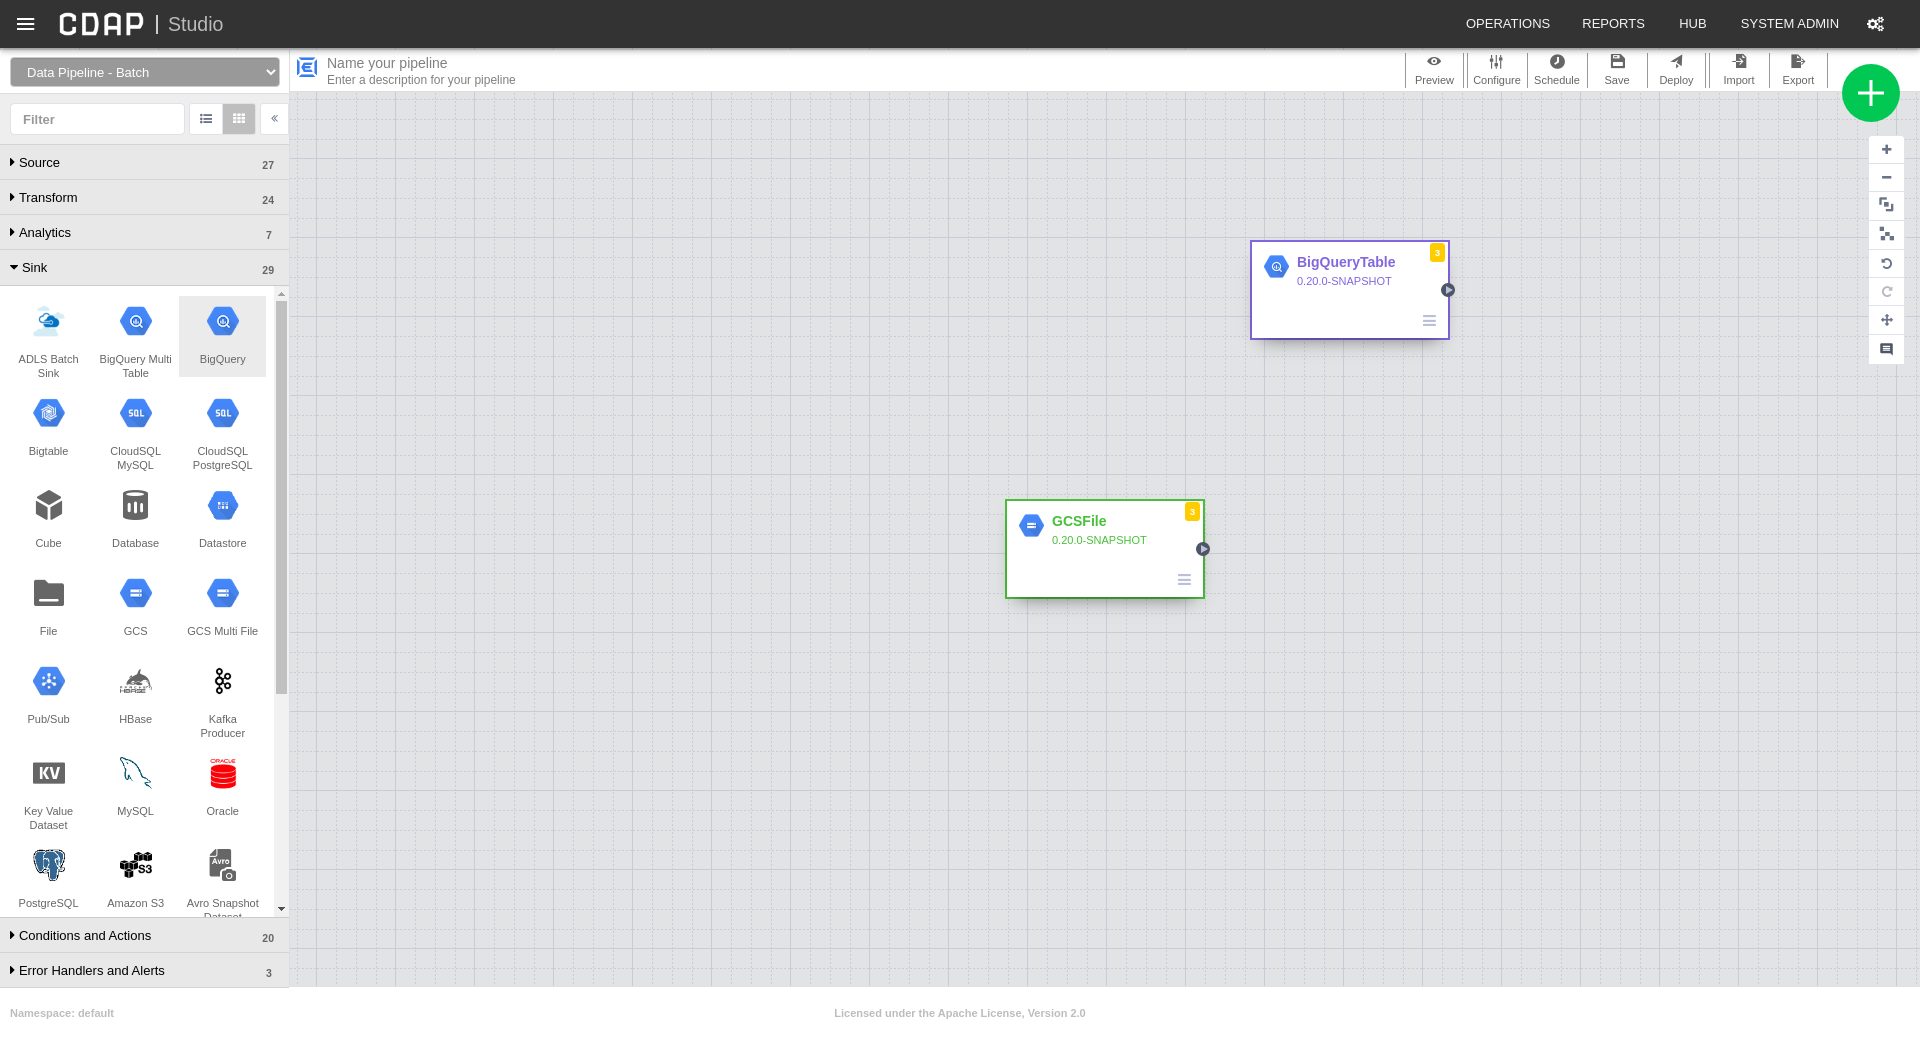 CDAP | Studio
OPERATIONS REPORTS HUB SYSTEM ADMIN
Data Pipeline - Batch
Name your pipeline
Enter a description for your pipeline
Preview Configure Schedule Save Deploy Import Export
Filter
Source 27
Transform 24
Analytics 7
Sink 29
ADLS Batch
Sink
BigQuery Multi
Table
BigQuery
Bigtable
SQL
CloudSQL
MySQL
SQL
CloudSQL
PostgreSQL
Cube
Database
Datastore
File
GCS
GCS Multi File
Pub/Sub
HBASE
HBase
Kafka
Producer
KV
Key Value
Dataset
MySQL
ORACLE
Oracle
PostgreSQL
S3
Amazon S3
Avro
Avro Snapshot
Dataset
Conditions and Actions 20
Error Handlers and Alerts 3
BigQueryTable
3
0.20.0-SNAPSHOT
GCSFile
3
0.20.0-SNAPSHOT
Namespace: default
Licensed under the Apache License, Version 2.0